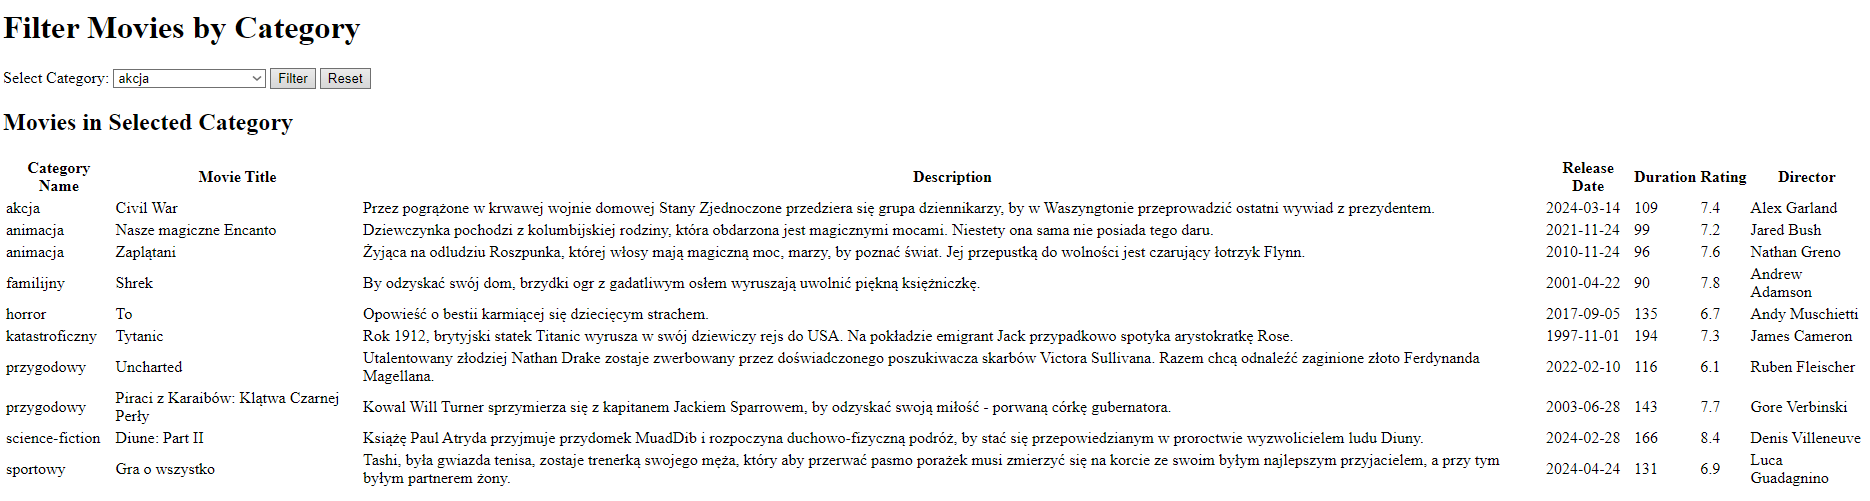 Filter Movies by Category
Select Category: akcja Filter Reset
Movies in Selected Category
Category Name Movie Title Description Release Date Duration Rating Director
akcja Civil War Przez pogrążone w krwawej wojnie domowej Stany Zjednoczone przedziera się grupa dziennikarzy, by w Waszyngtonie przeprowadzić ostatni wywiad z prezydentem. 2024-03-14 109 7.4 Alex Garland
animacja Nasze magiczne Encanto Dziewczynka pochodzi z kolumbijskiej rodziny, która obdarzona jest magicznymi mocami. Niestety ona sama nie posiada tego daru. 2021-11-24 99 7.2 Jared Bush
animacja Zaplątani Żyjąca na odludziu Roszpunka, której włosy mają magiczną moc, marzy, by poznać świat. Jej przepustką do wolności jest czarujący łotrzyk Flynn. 2010-11-24 96 7.6 Nathan Greno
familijny Shrek By odzyskać swój dom, brzydki ogr z gadatliwym osłem wyruszają uwolnić piękną księżniczkę. 2001-04-22 90 7.8 Andrew Adamson
horror To Opowieść o bestii karmiącej się dziecięcym strachem. 2017-09-05 135 6.7 Andy Muschietti
katastroficzny Tytanic Rok 1912, brytyjski statek Titanic wyrusza w swój dziewiczy rejs do USA. Na pokładzie emigrant Jack przypadkowo spotyka arystokratkę Rose. 1997-11-01 194 7.3 James Cameron
przygodowy Uncharted Utalentowany złodziej Nathan Drake zostaje zwerbowany przez doświadczonego poszukiwacza skarbów Victora Sullivana. Razem chcą odnaleźć zaginione złoto Ferdynanda Magellana. 2022-02-10 116 6.1 Ruben Fleischer
przygodowy Piraci z Karaibów: Klątwa Czarnej Perły Kowal Will Turner sprzymierza się z kapitanem Jackiem Sparrowem, by odzyskać swoją miłość - porwaną córkę gubernatora. 2003-06-28 143 7.7 Gore Verbinski
science-fiction Diune: Part II Książę Paul Atryda przyjmuje przydomek MuadDib i rozpoczyna duchowo-fizyczną podróż, by stać się przepowiedzianym w proroctwie wyzwolicielem ludu Diuny. 2024-02-28 166 8.4 Denis Villeneuve
sportowy Gra o wszystko Tashi, była gwiazda tenisa, zostaje trenerką swojego męża, który aby przerwać pasmo porażek musi zmierzyć się na korcie ze swoim byłym najlepszym przyjacielem, a przy tym byłym partnerem żony. 2024-04-24 131 6.9 Luca Guadagnino